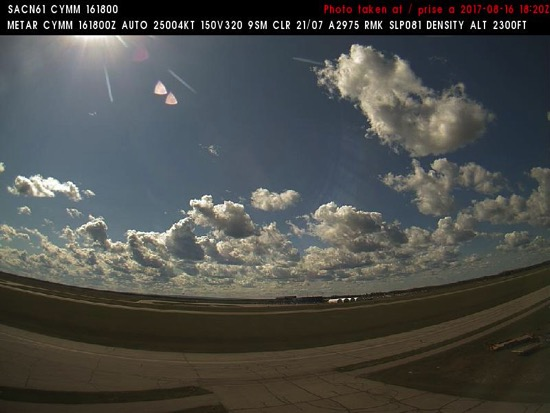 SACN61 CYMM 161800 Photo taken at / prise a 2017-08-16 18:20Z
METAR CYMM 161800Z AUTO 25004KT 150V320 9SM CLR 21/07 A2975 RMK SLP081 DENSITY ALT 2300FT